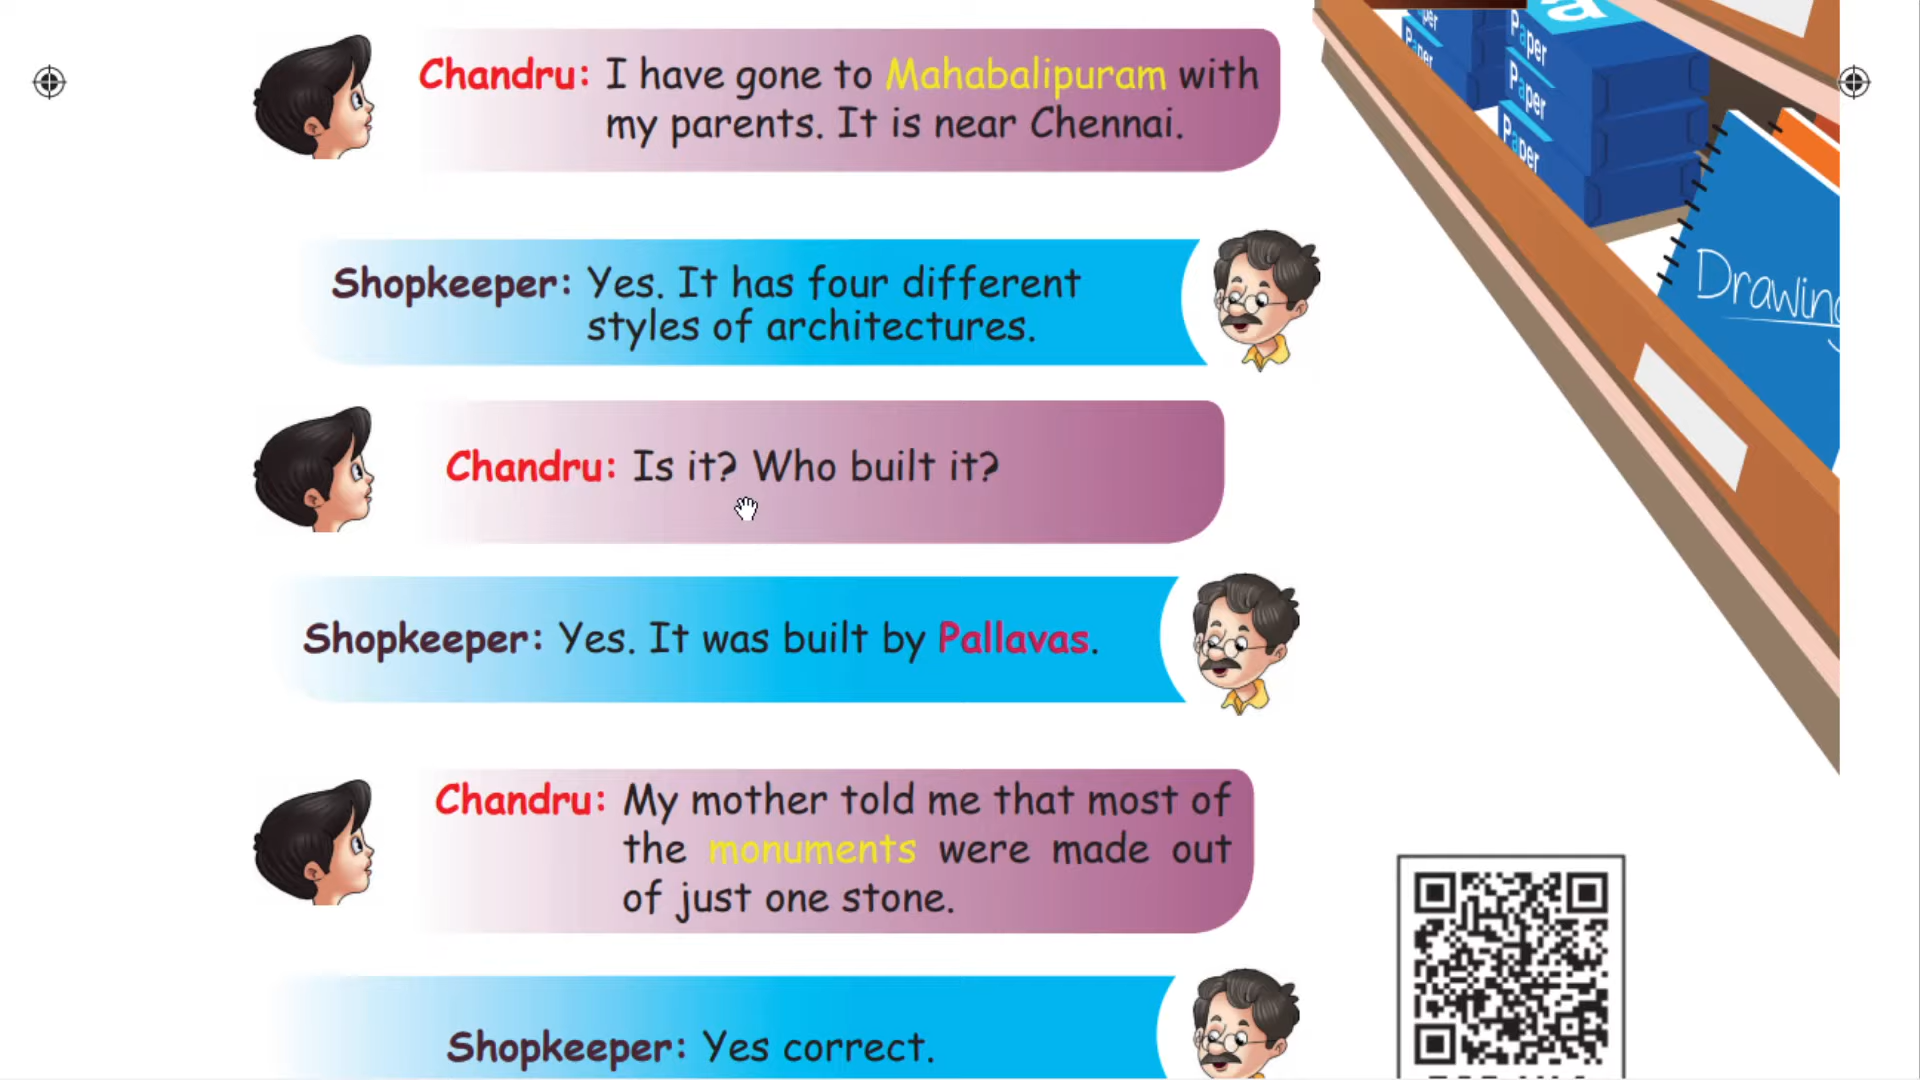 Chandru: I have gone to Mahabalipuram with
my parents. It is near Chennai.
Shopkeeper: Yes. It has four different
styles of architectures.
Chandru: Is it? Who built it?
Shopkeeper: Yes. It was built by Pallavas.
Chandru: My mother told me that most of
the monuments were made out
of just one stone.
Shopkeeper: Yes correct.
Paper
Paper
Paper
Drawing